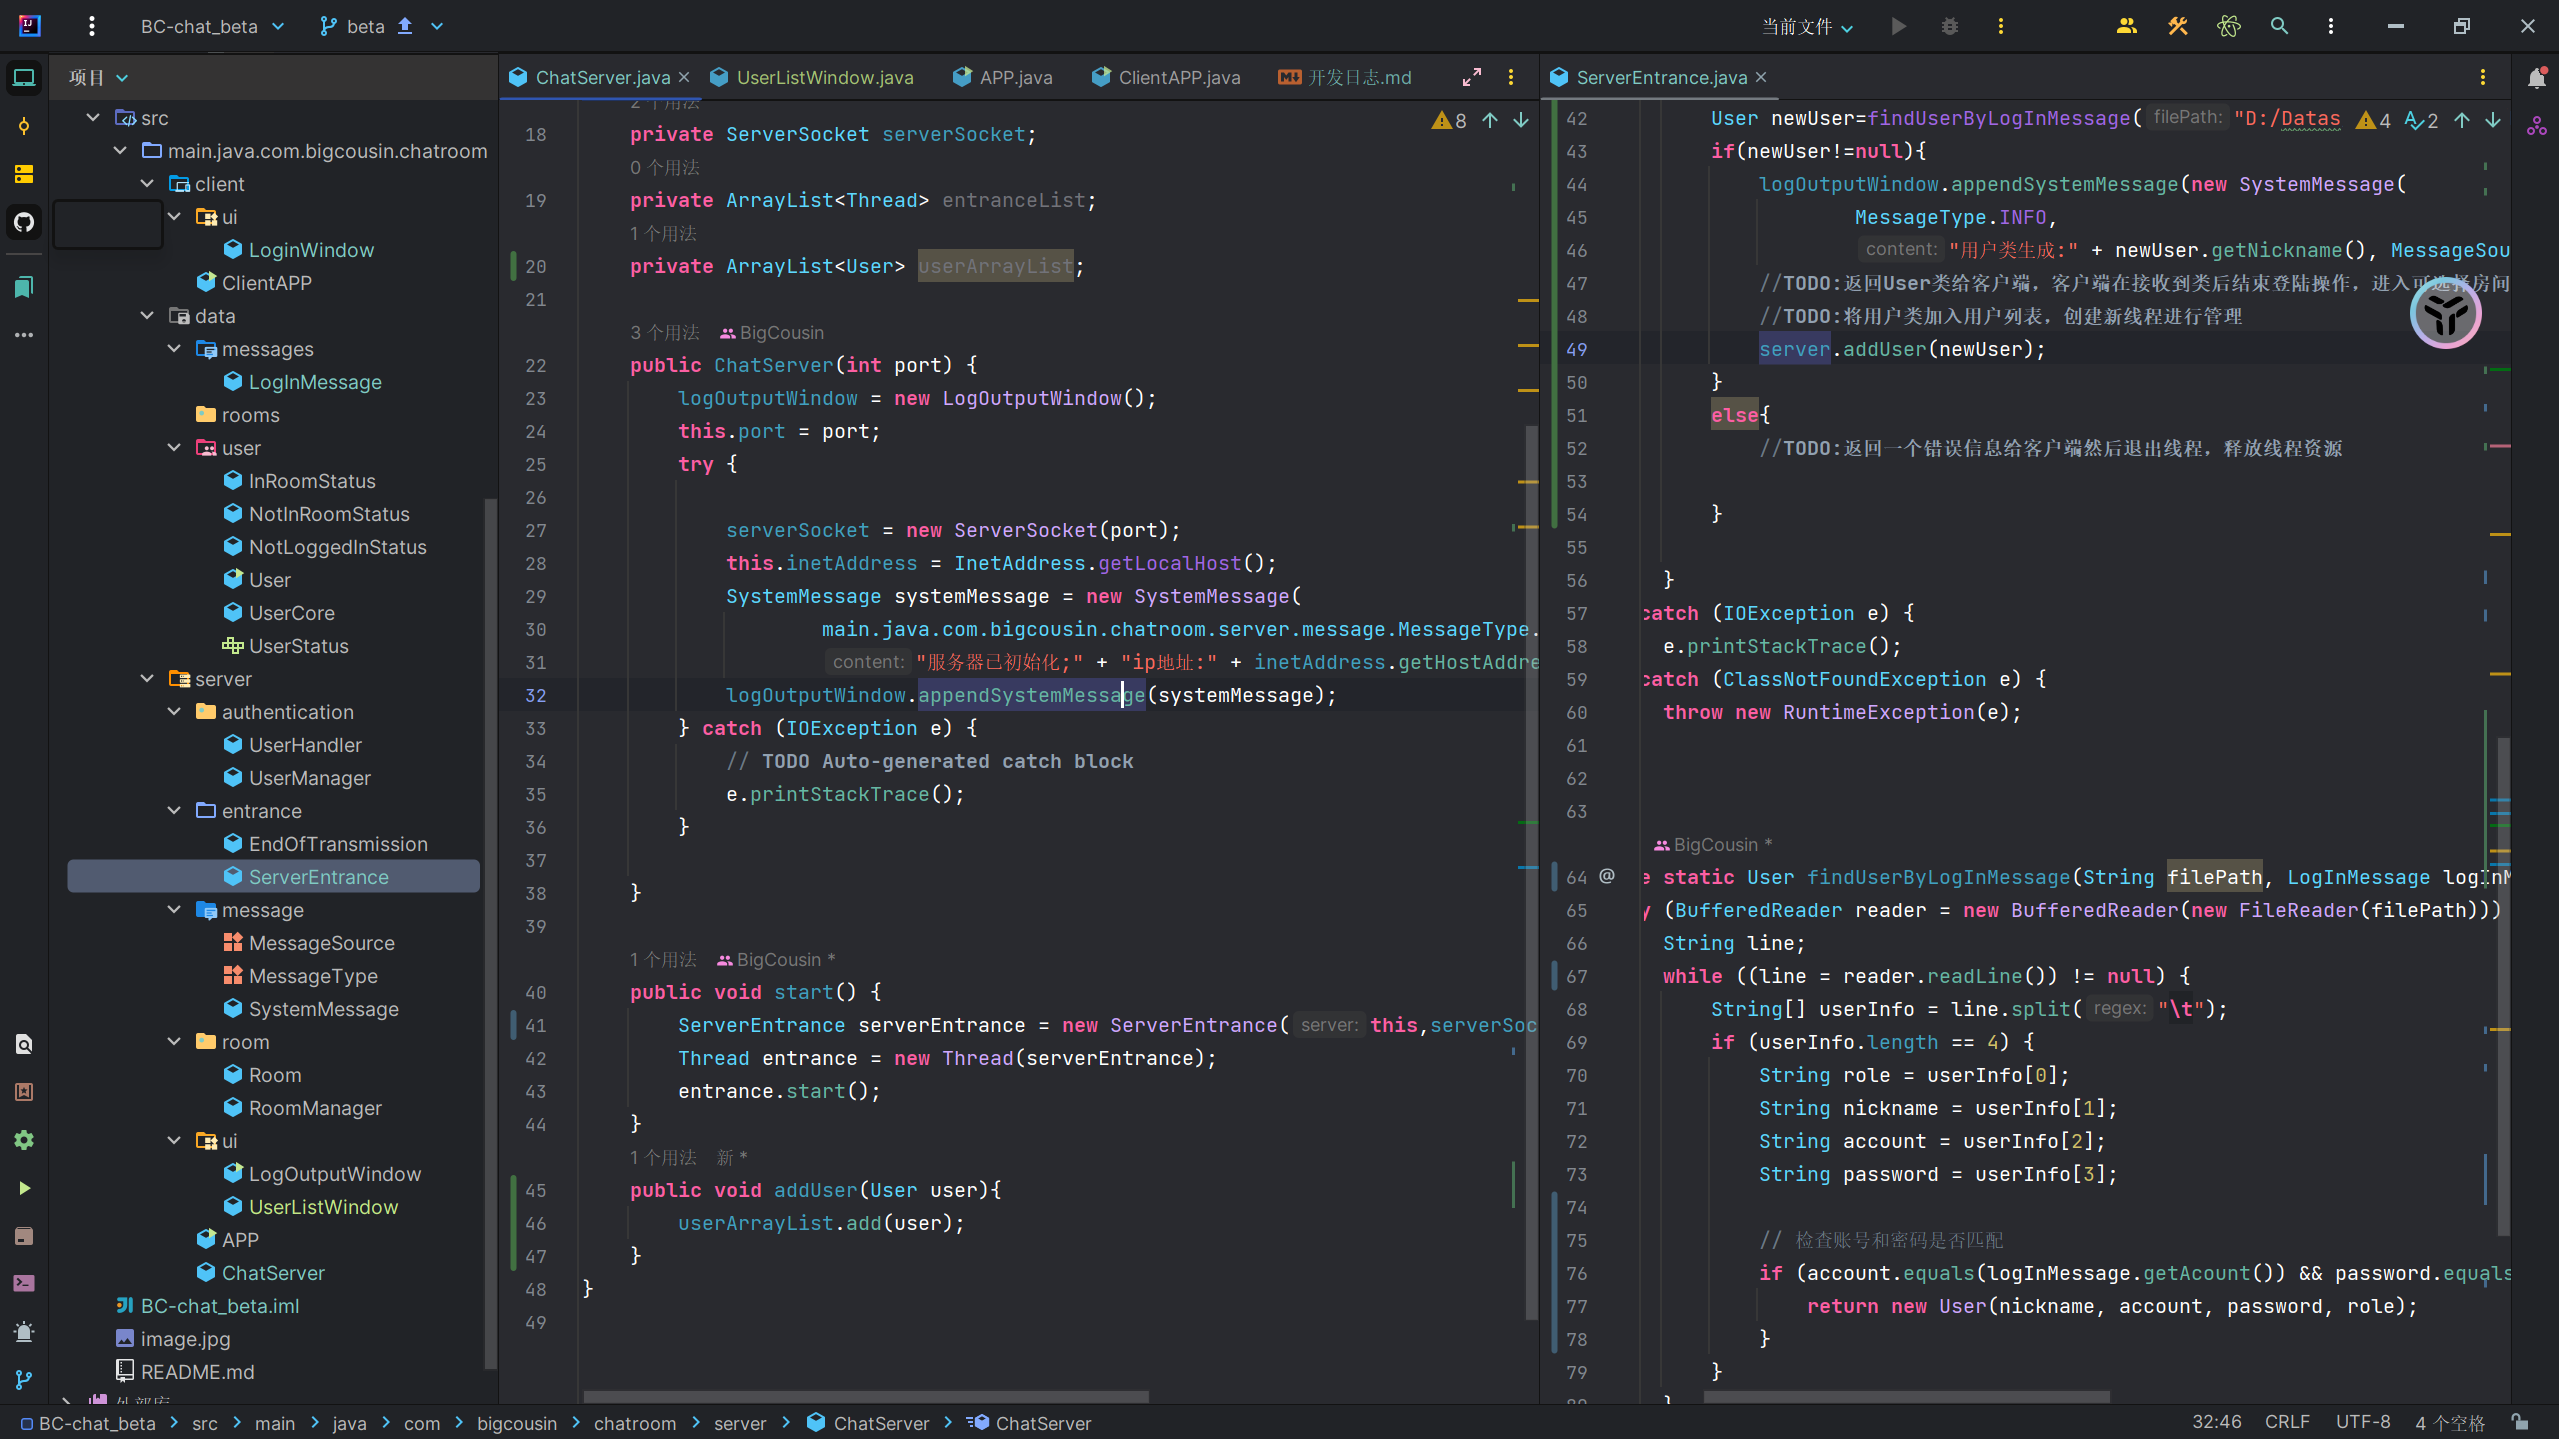 BC-chat_beta
beta
当前文件
项目
src
main.java.com.bigcousin.chatroom
client
ui
LoginWindow
ClientAPP
data
messages
LogInMessage
rooms
user
InRoomStatus
NotInRoomStatus
NotLoggedInStatus
User
UserCore
UserStatus
server
authentication
UserHandler
UserManager
entrance
EndOfTransmission
ServerEntrance
message
MessageSource
MessageType
SystemMessage
room
Room
RoomManager
ui
LogOutputWindow
UserListWindow
APP
ChatServer
BC-chat_beta.iml
image.jpg
README.md
外部库
ChatServer.java
UserListWindow.java
APP.java
ClientAPP.java
开发日志.md
8
2 个用法
18 private ServerSocket serverSocket;
0 个用法
19 private ArrayList<Thread> entranceList;
1 个用法
20 private ArrayList<User> userArrayList;
21
3 个用法 BigCousin
22 public ChatServer(int port) {
23 logOutputWindow = new LogOutputWindow();
24 this.port = port;
25 try {
26
27 serverSocket = new ServerSocket(port);
28 this.inetAddress = InetAddress.getLocalHost();
29 SystemMessage systemMessage = new SystemMessage(
30 main.java.com.bigcousin.chatroom.server.message.MessageType.
31 content: "服务器已初始化;" + "ip地址:" + inetAddress.getHostAddre
32 logOutputWindow.appendSystemMessage(systemMessage);
33 } catch (IOException e) {
34 // TODO Auto-generated catch block
35 e.printStackTrace();
36 }
37
38 }
39
1 个用法 BigCousin *
40 public void start() {
41 ServerEntrance serverEntrance = new ServerEntrance( server: this,serverSoc
42 Thread entrance = new Thread(serverEntrance);
43 entrance.start();
44 }
1 个用法 新 *
45 public void addUser(User user){
46 userArrayList.add(user);
47 }
48 }
49
ServerEntrance.java
4 2
42 User newUser=findUserByLogInMessage( filePath: "D:/Datas
43 if(newUser!=null){
44 logOutputWindow.appendSystemMessage(new SystemMessage(
45 MessageType.INFO,
46 content: "用户类生成:" + newUser.getNickname(), MessageSou
47 //TODO:返回User类给客户端，客户端在接收到类后结束登陆操作，进入可选择房间
48 //TODO:将用户类加入用户列表，创建新线程进行管理
49 server.addUser(newUser);
50 }
51 else{
52 //TODO:返回一个错误信息给客户端然后退出线程，释放线程资源
53
54 }
55
56 }
57 catch (IOException e) {
58 e.printStackTrace();
59 catch (ClassNotFoundException e) {
60 throw new RuntimeException(e);
61
62
63
BigCousin *
64 @ e static User findUserByLogInMessage(String filePath, LogInMessage logInM
65 y (BufferedReader reader = new BufferedReader(new FileReader(filePath)))
66 String line;
67 while ((line = reader.readLine()) != null) {
68 String[] userInfo = line.split( regex: "\t");
69 if (userInfo.length == 4) {
70 String role = userInfo[0];
71 String nickname = userInfo[1];
72 String account = userInfo[2];
73 String password = userInfo[3];
74
75 // 检查账号和密码是否匹配
76 if (account.equals(logInMessage.getAcount()) && password.equals
77 return new User(nickname, account, password, role);
78 }
79 }
80 }
BC-chat_beta > src > main > java > com > bigcousin > chatroom > server > ChatServer > ChatServer
32:46 CRLF UTF-8 4 个空格